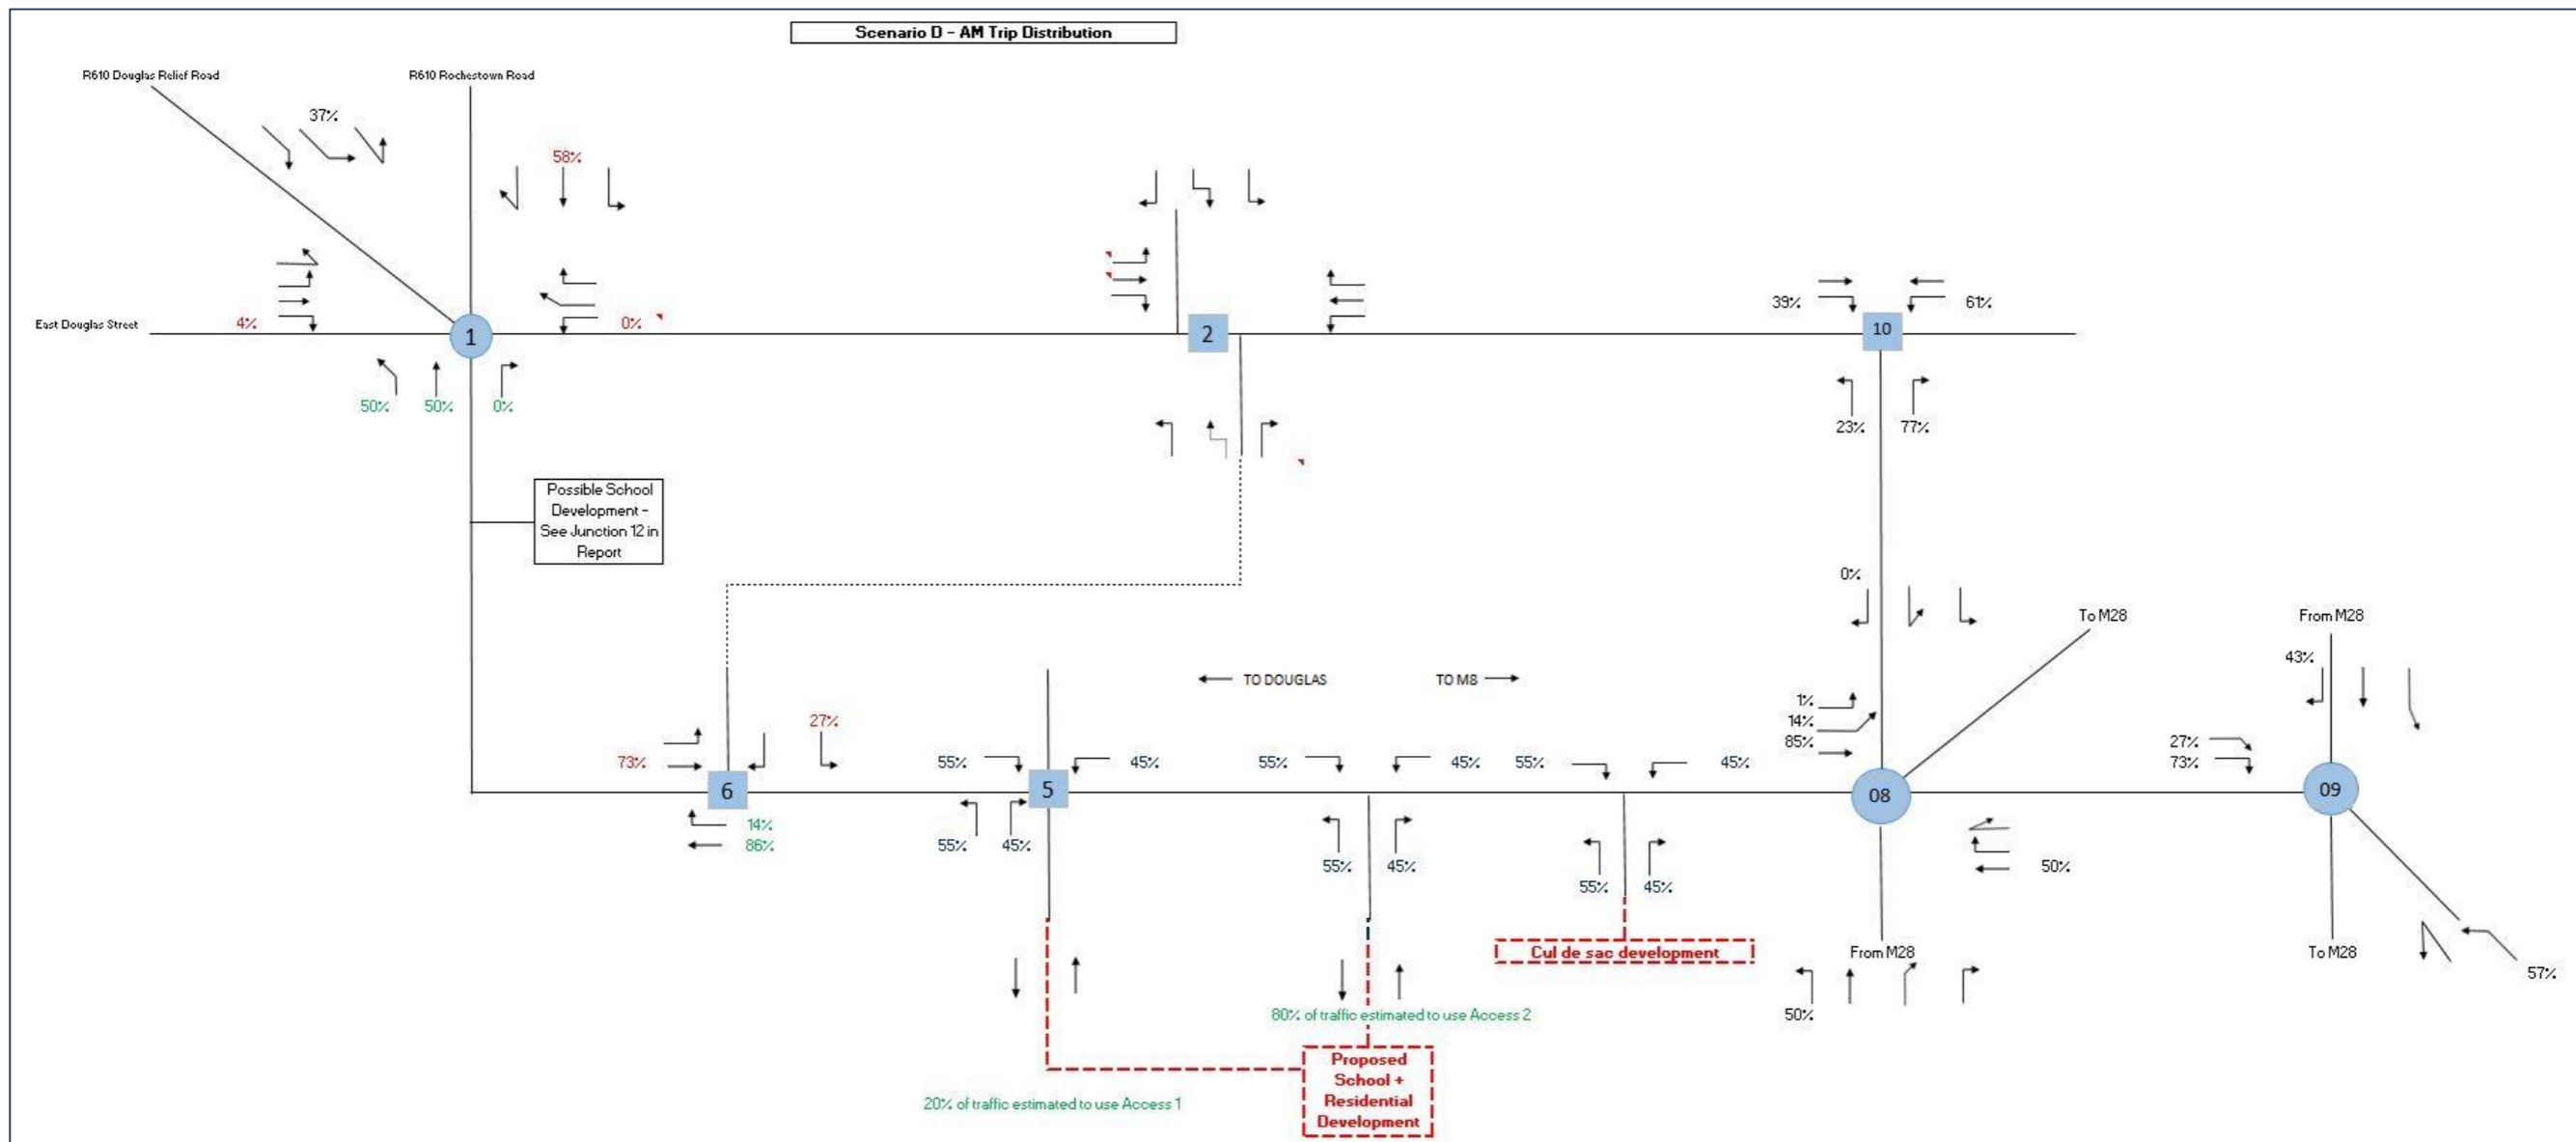 Scenario D - AM Trip Distribution
R610 Douglas Relief Road
R610 Rochestown Road
37%
58%
East Douglas Street
4%
0%
39%
61%
1
2
10
50%
50%
0%
23%
77%
Possible School
Development -
See Junction 12 in
Report
0%
To M28
From M28
43%
TO DOUGLAS
TO M8
1%
14%
85%
27%
73%
27%
73%
55%
45%
55%
45%
55%
45%
6
5
08
09
14%
86%
55%
45%
55%
45%
55%
45%
50%
Cul de sac development
From M28
To M28
57%
50%
80% of traffic estimated to use Access 2
Proposed
School +
Residential
Development
20% of traffic estimated to use Access 1